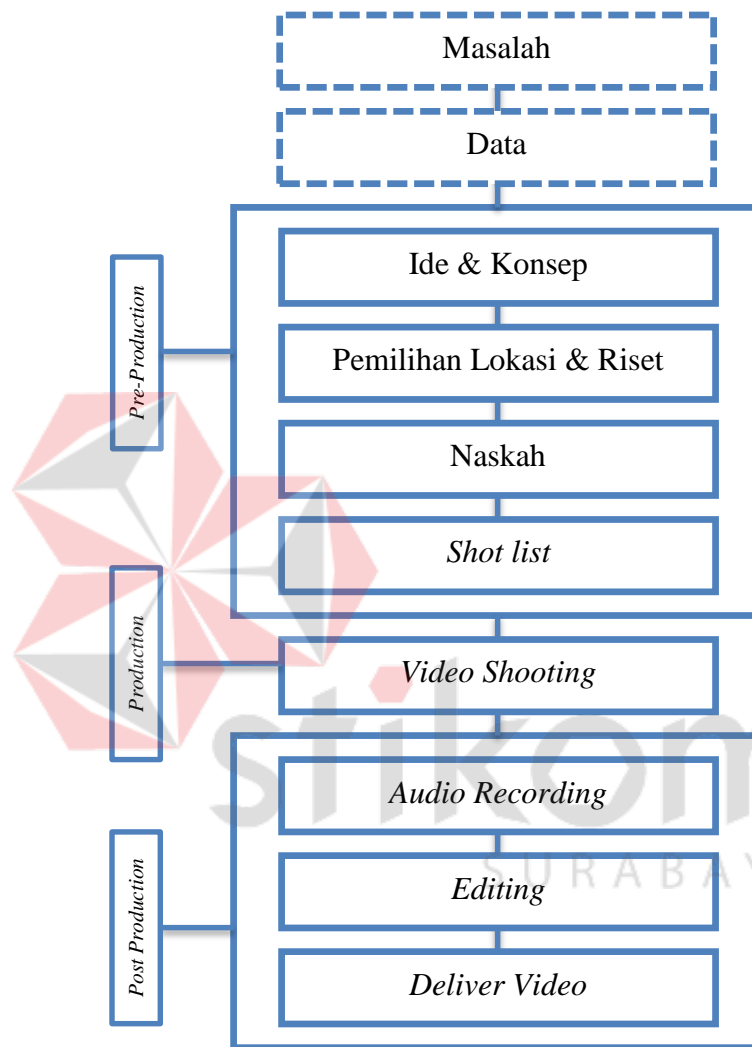 Masalah
Data
Pre-Production
Ide & Konsep
Pemilihan Lokasi & Riset
Naskah
Shot list
Production
Video Shooting
stikom
SURABAY
Post Production
Audio Recording
Editing
Deliver Video